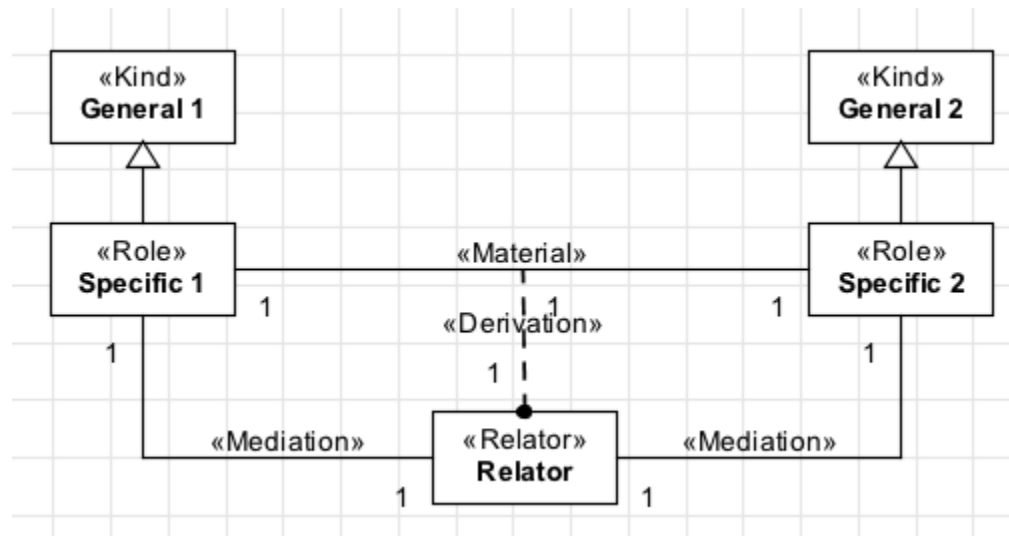 «Kind»
General 1
«Kind»
General 2
«Role»
Specific 1
«Material»
«Role»
Specific 2
1
1
1
«Derivation»
1
1
1
«Mediation»
«Relator»
Relator
«Mediation»
1
1